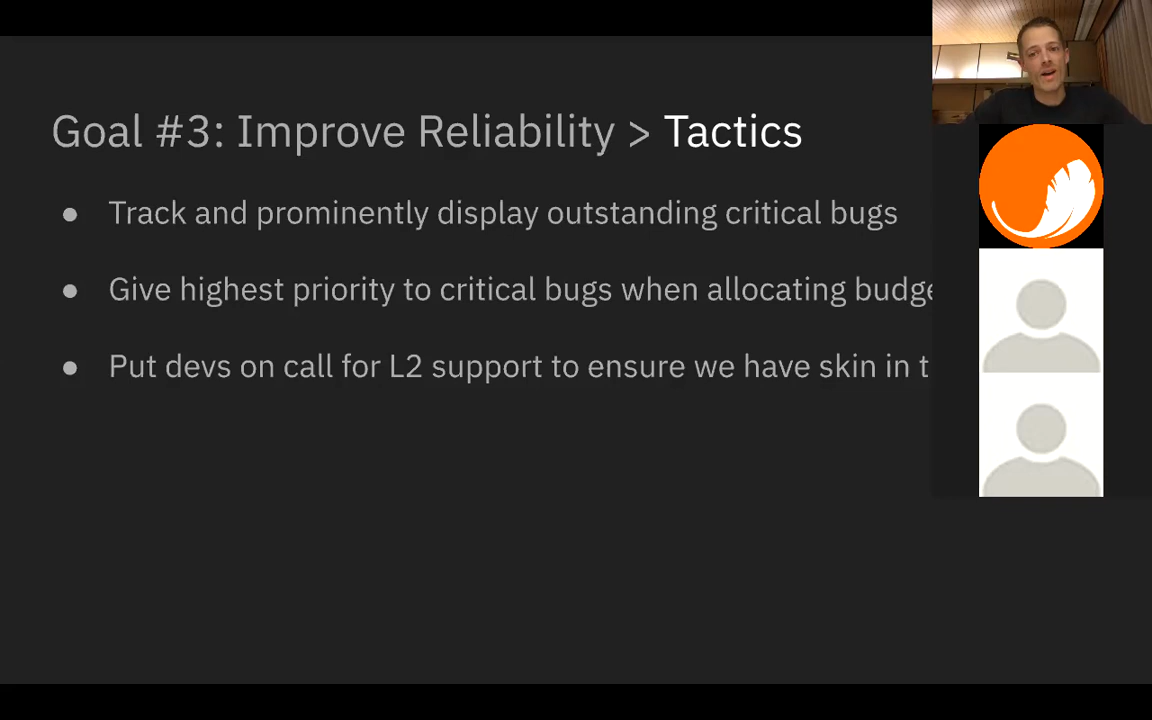 Goal #3: Improve Reliability > Tactics
● Track and prominently display outstanding critical bugs
● Give highest priority to critical bugs when allocating
● Put devs on call for L2 support to ensure we have skin in